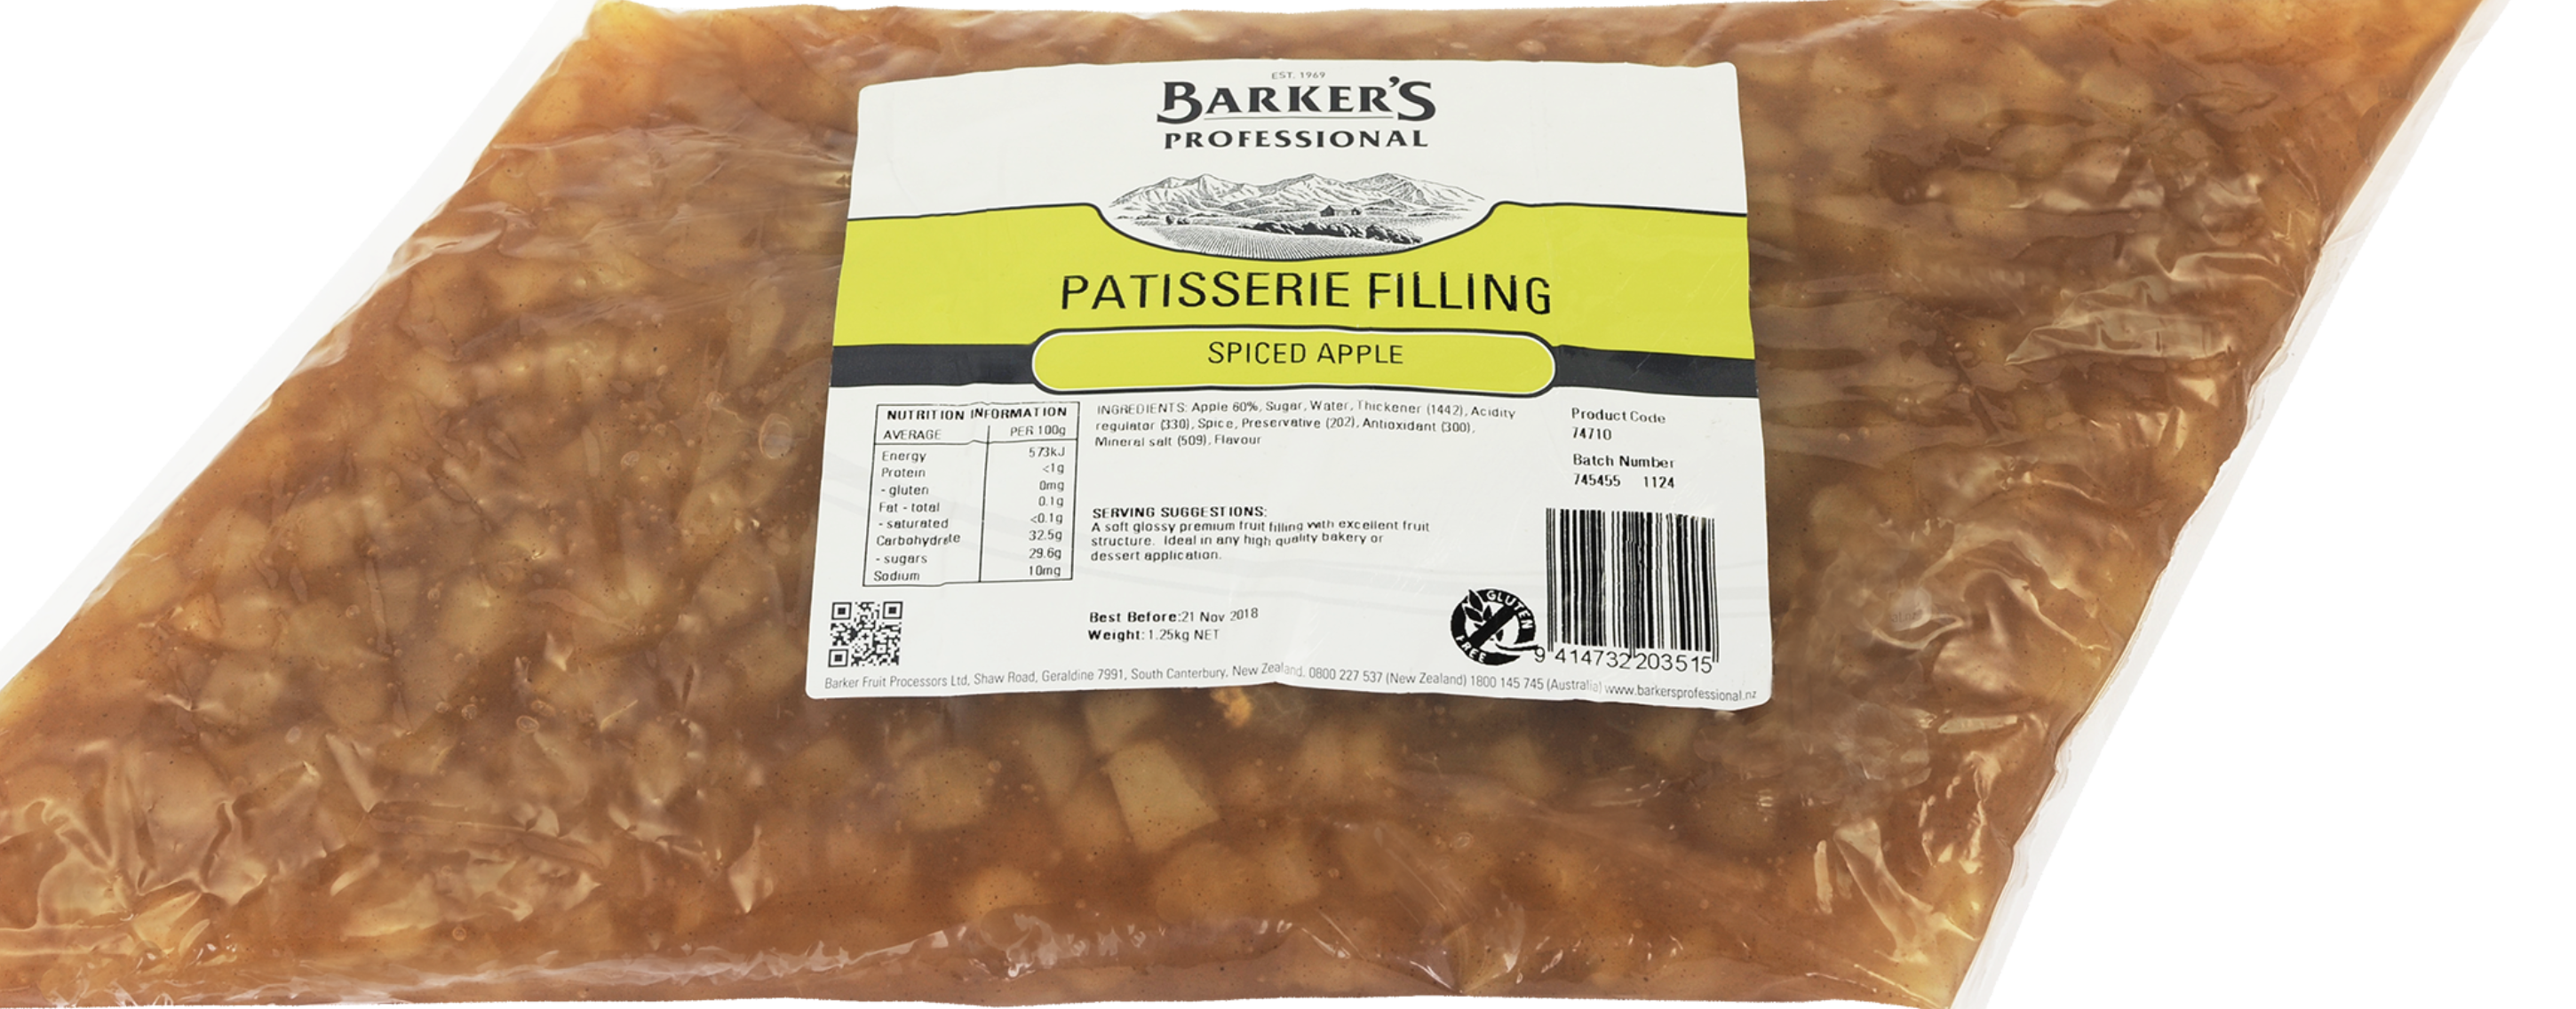 EST. 1969
BARKER'S
PROFESSIONAL
PATISSERIE FILLING
SPICED APPLE
NUTRITION INFORMATION
AVERAGE PER 100g
Energy 573kJ
Protein <1g
- gluten 0mg
Fat - total 0.1g
- saturated <0.1g
Carbohydrate 32.5g
- sugars 29.6g
Sodium 10mg
INGREDIENTS: Apple 60%, Sugar, Water, Thickener (1442), Acidity
regulator (330), Spice, Preservative (202), Antioxidant (300),
Mineral salt (509), Flavour
SERVING SUGGESTIONS:
A soft glossy premium fruit filling with excellent fruit
structure. Ideal in any high quality bakery or
dessert application.
Best Before:21 Nov 2018
Weight: 1.25kg NET
Product Code
74710
Batch Number
745455 1124
GLUTEN
FREE
9 414732 203515
Barker Fruit Processors Ltd, Shaw Road, Geraldine 7991, South Canterbury, New Zealand. 0800 227 537 (New Zealand) 1800 145 745 (Australia) www.barkersprofessional.nz